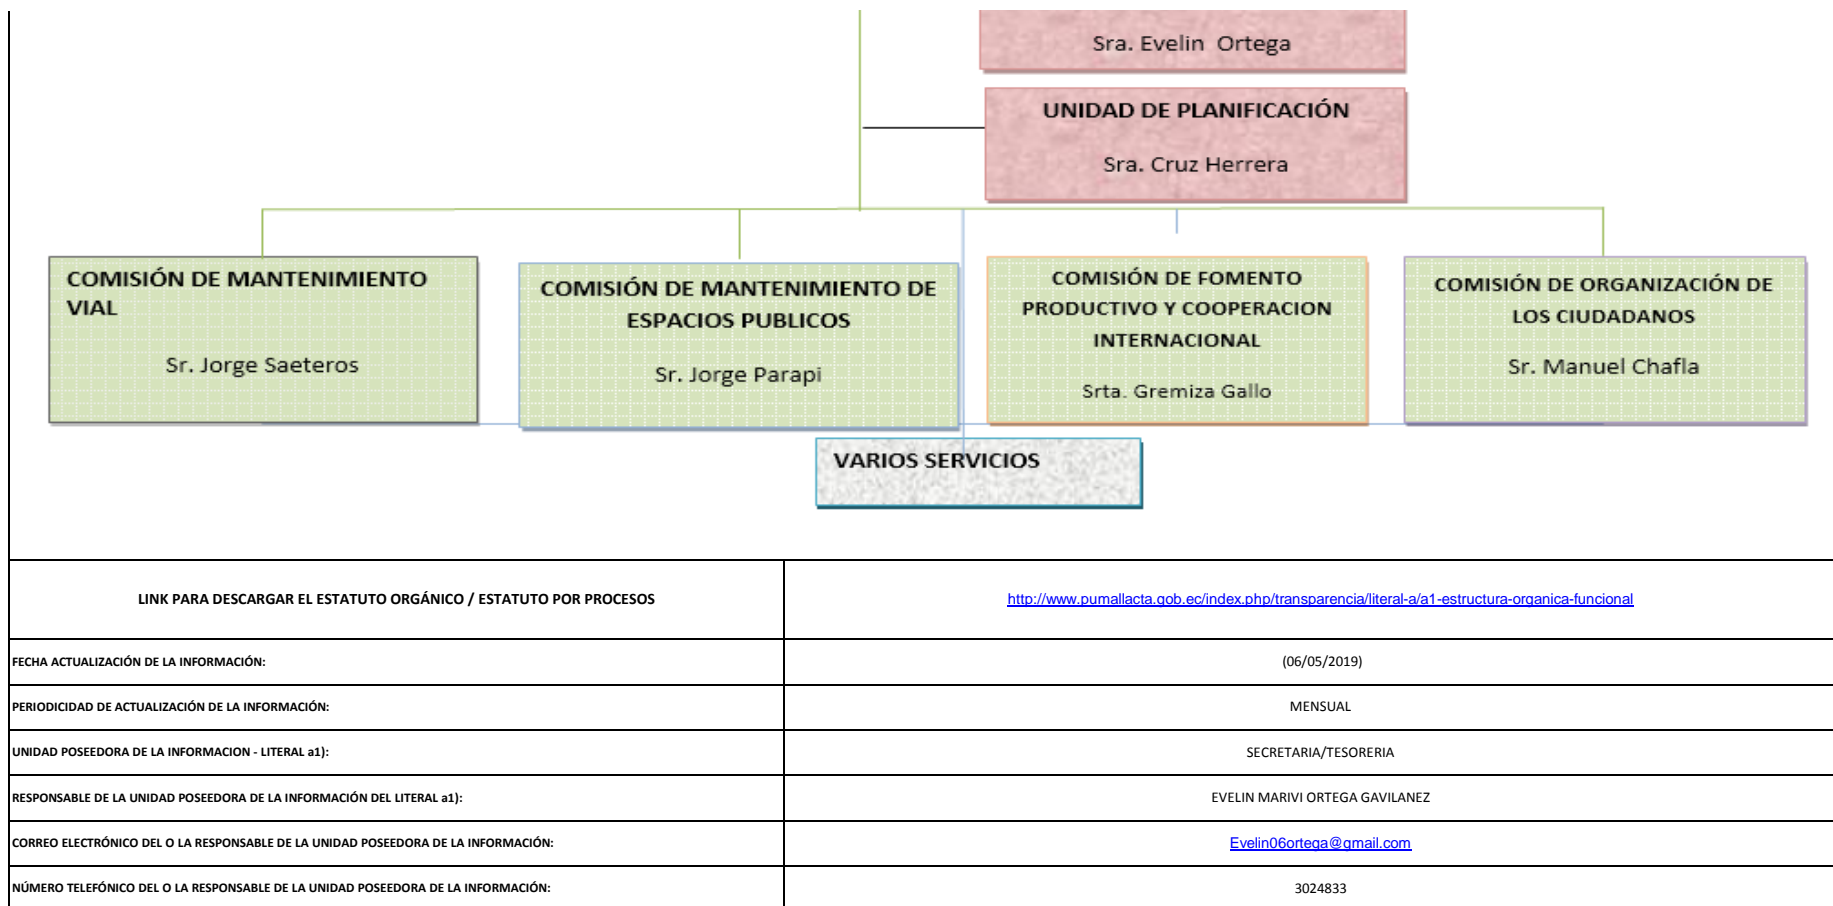 Sra. Evelin Ortega
UNIDAD DE PLANIFICACIÓN
Sra. Cruz Herrera
COMISIÓN DE MANTENIMIENTO
VIAL
Sr. Jorge Saeteros
COMISIÓN DE MANTENIMIENTO DE
ESPACIOS PUBLICOS
Sr. Jorge Parapi
COMISIÓN DE FOMENTO
PRODUCTIVO Y COOPERACION
INTERNACIONAL
Srta. Gremiza Gallo
COMISIÓN DE ORGANIZACIÓN DE
LOS CIUDADANOS
Sr. Manuel Chafla
VARIOS SERVICIOS
LINK PARA DESCARGAR EL ESTATUTO ORGÁNICO / ESTATUTO POR PROCESOS
http://www.pumallacta.gob.ec/index.php/transparencia/literal-a/a1-estructura-organica-funcional
FECHA ACTUALIZACIÓN DE LA INFORMACIÓN:
(06/05/2019)
PERIODICIDAD DE ACTUALIZACIÓN DE LA INFORMACIÓN:
MENSUAL
UNIDAD POSEEDORA DE LA INFORMACION - LITERAL a1):
SECRETARIA/TESORERIA
RESPONSABLE DE LA UNIDAD POSEEDORA DE LA INFORMACIÓN DEL LITERAL a1):
EVELIN MARIVI ORTEGA GAVILANEZ
CORREO ELECTRÓNICO DEL O LA RESPONSABLE DE LA UNIDAD POSEEDORA DE LA INFORMACIÓN:
Evelin06ortega@gmail.com
NÚMERO TELEFÓNICO DEL O LA RESPONSABLE DE LA UNIDAD POSEEDORA DE LA INFORMACIÓN:
3024833